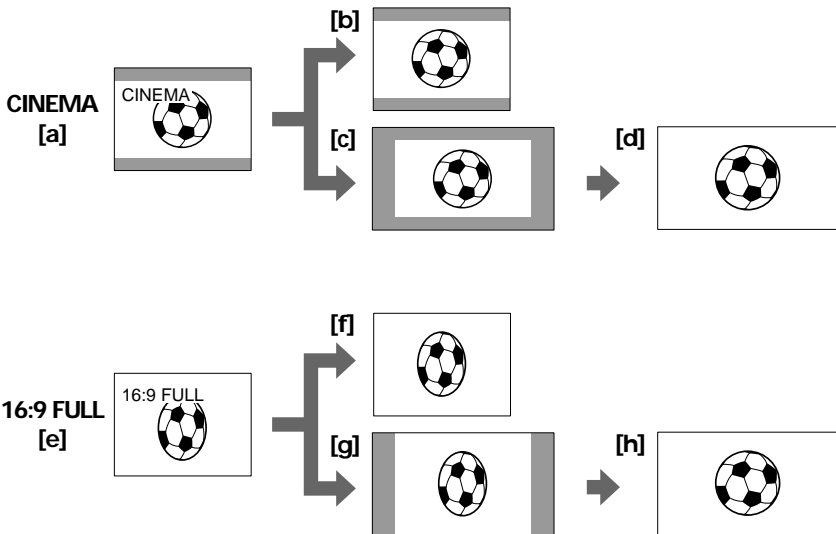 [b]
CINEMA
[a]
CINEMA
[c]
[d]
[f]
16:9 FULL
[e]
16:9 FULL
[g]
[h]